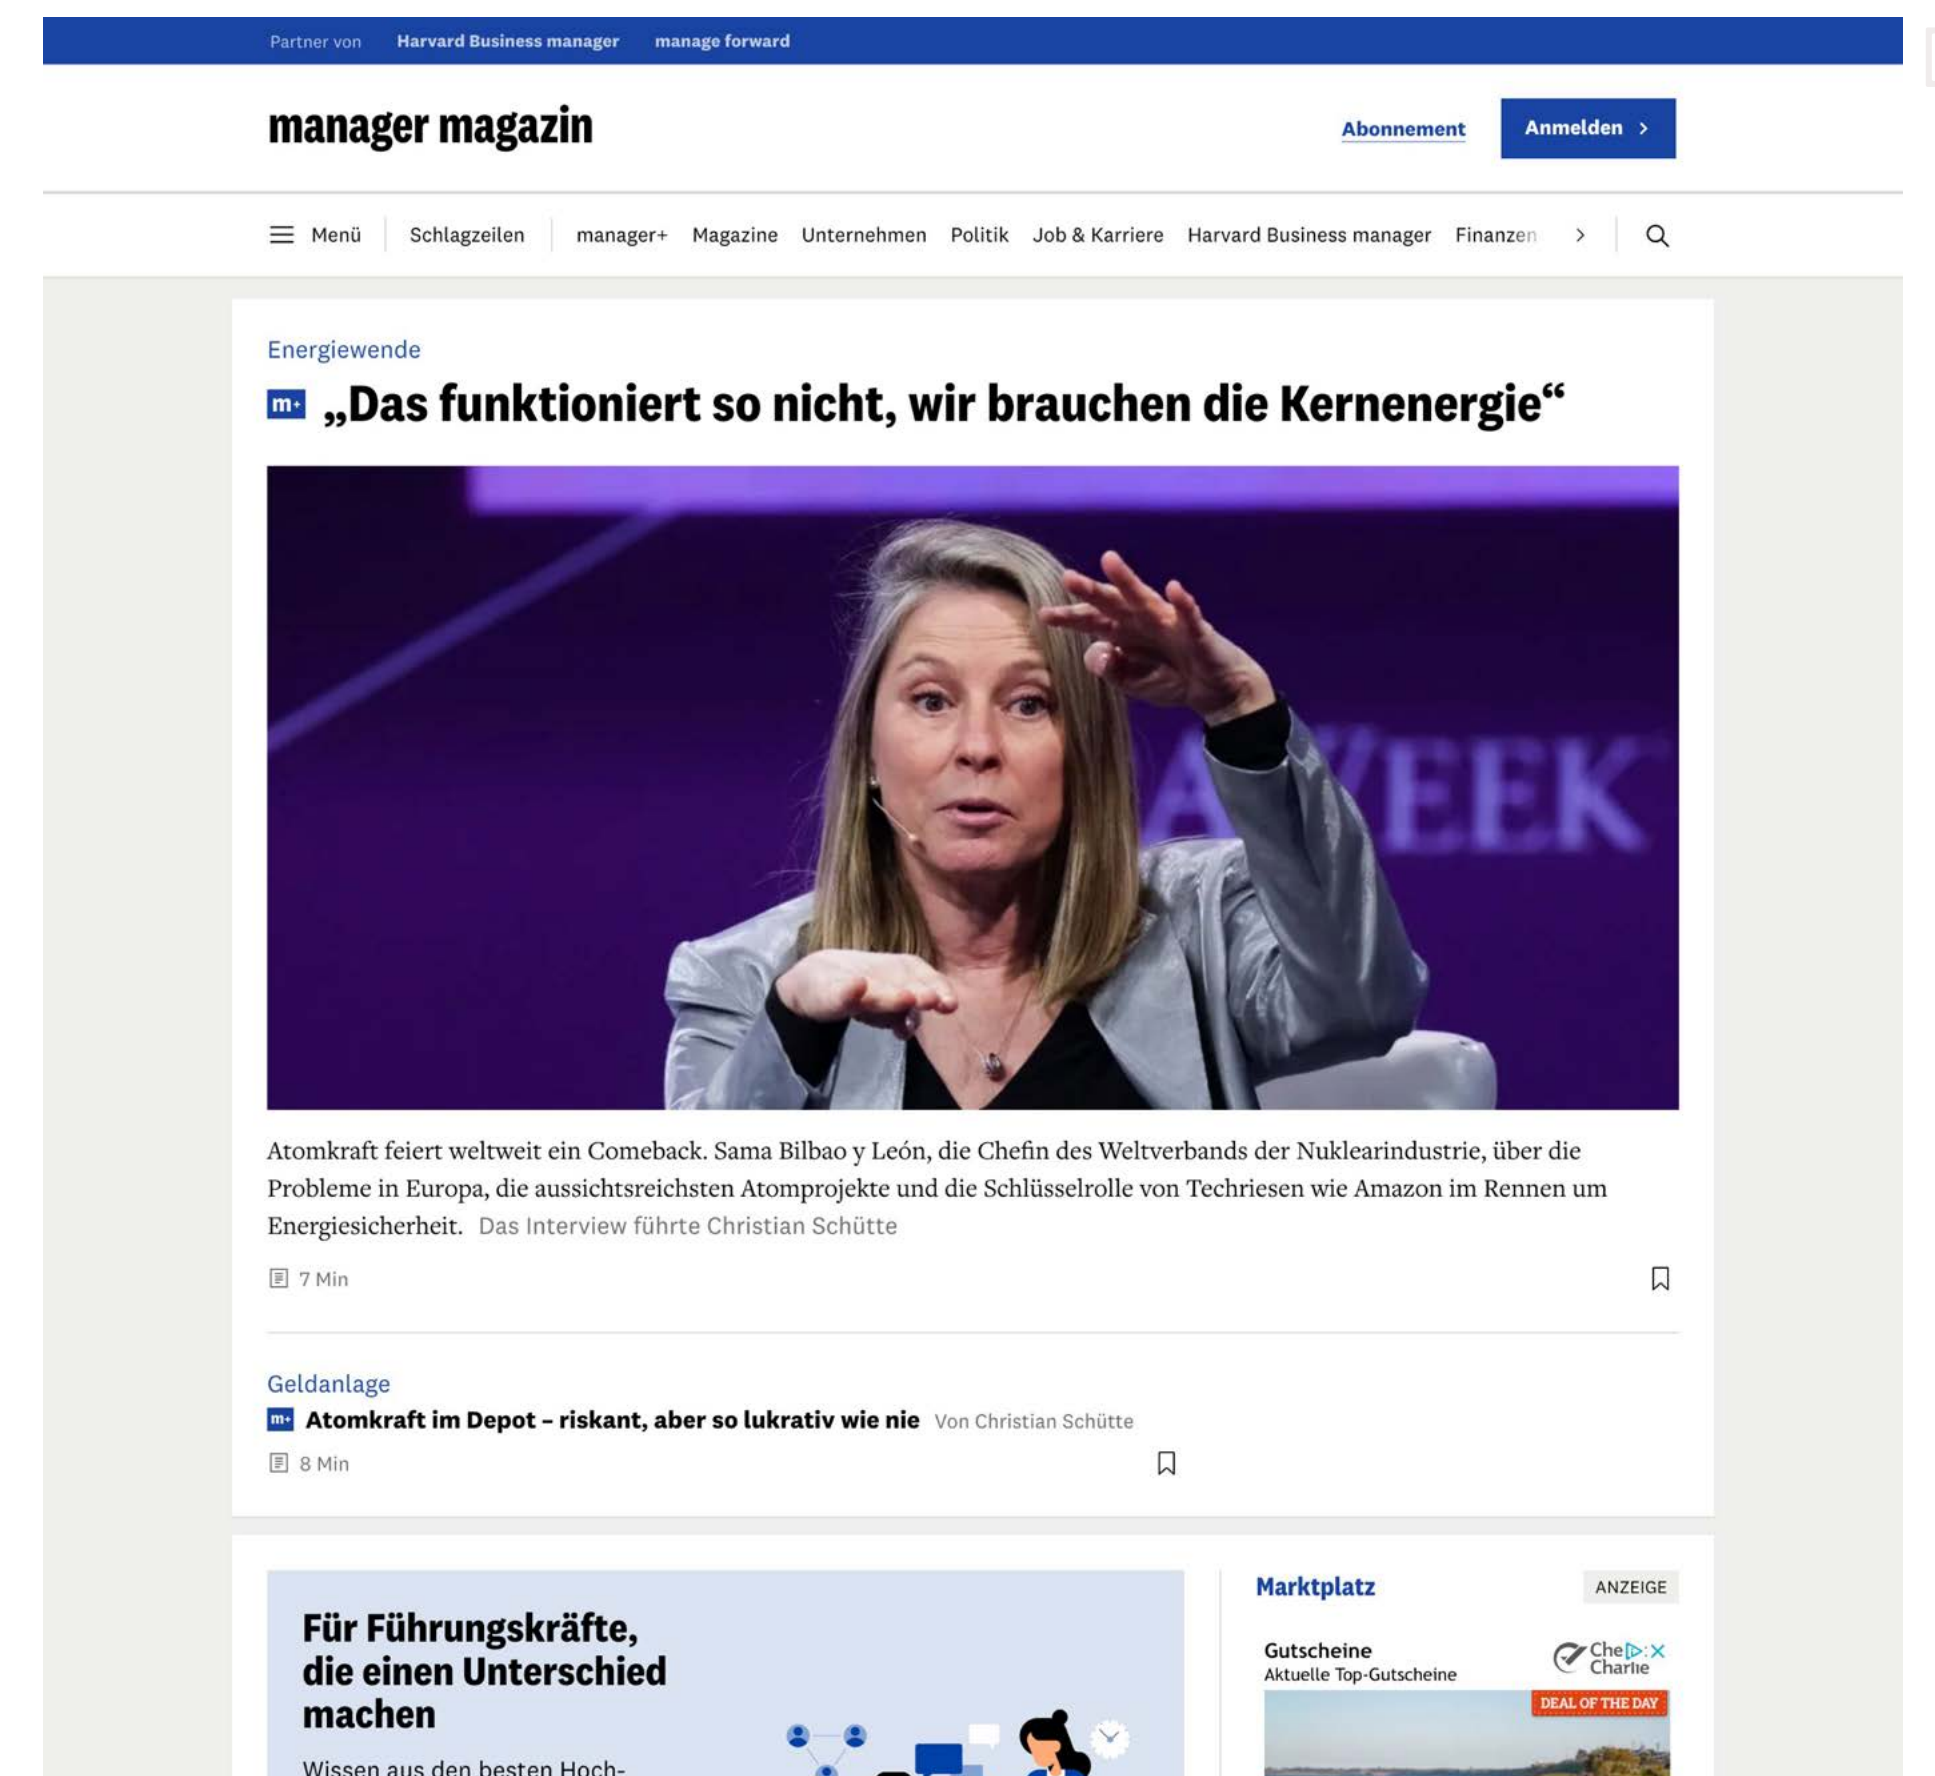 Partner von Harvard Business manager manage forward
manager magazin
Abonnement Anmelden
Menü Schlagzeilen manager+ Magazine Unternehmen Politik Job & Karriere Harvard Business manager Finanzen
Energiewende
m+ „Das funktioniert so nicht, wir brauchen die Kernenergie“
WEEK
Atomkraft feiert weltweit ein Comeback. Sama Bilbao y León, die Chefin des Weltverbands der Nuklearindustrie, über die
Probleme in Europa, die aussichtsreichsten Atomprojekte und die Schlüsselrolle von Techriesen wie Amazon im Rennen um
Energiesicherheit. Das Interview führte Christian Schütte
7 Min
Geldanlage
m+ Atomkraft im Depot – riskant, aber so lukrativ wie nie Von Christian Schütte
8 Min
Für Führungskräfte,
die einen Unterschied
machen
Wissen aus den besten Hoch-
Marktplatz ANZEIGE
Gutscheine
Aktuelle Top-Gutscheine
Charlie
DEAL OF THE DAY